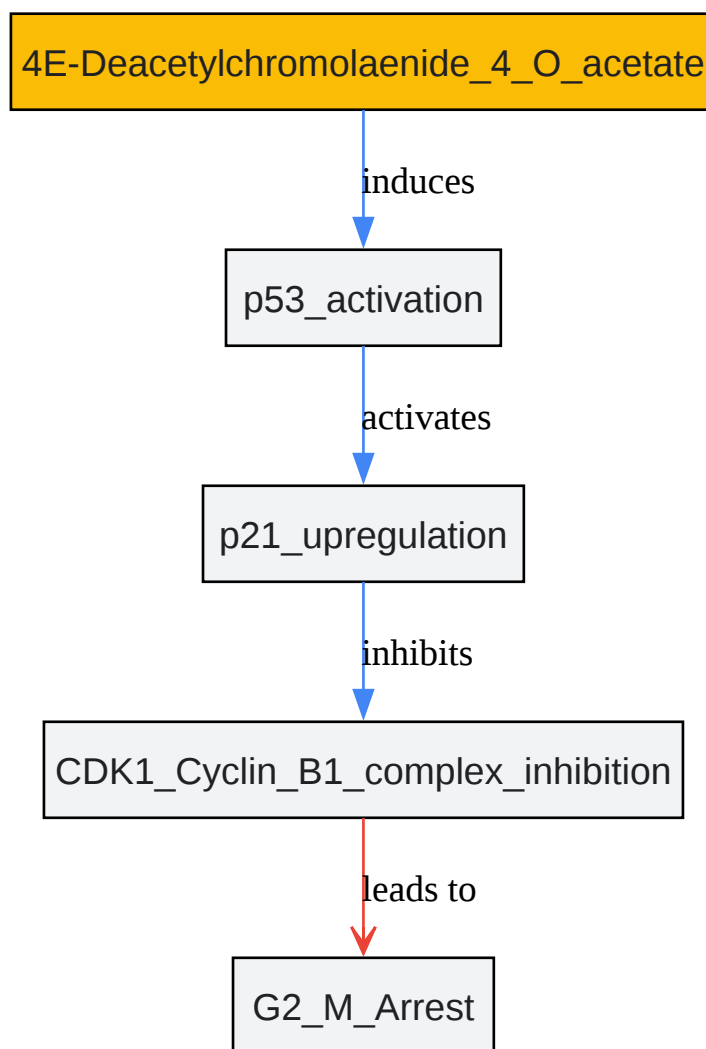 4E-Deacetylchromolaenide_4_O_acetate
induces
p53_activation
activates
p21_upregulation
inhibits
CDK1_Cyclin_B1_complex_inhibition
leads to
G2_M_Arrest